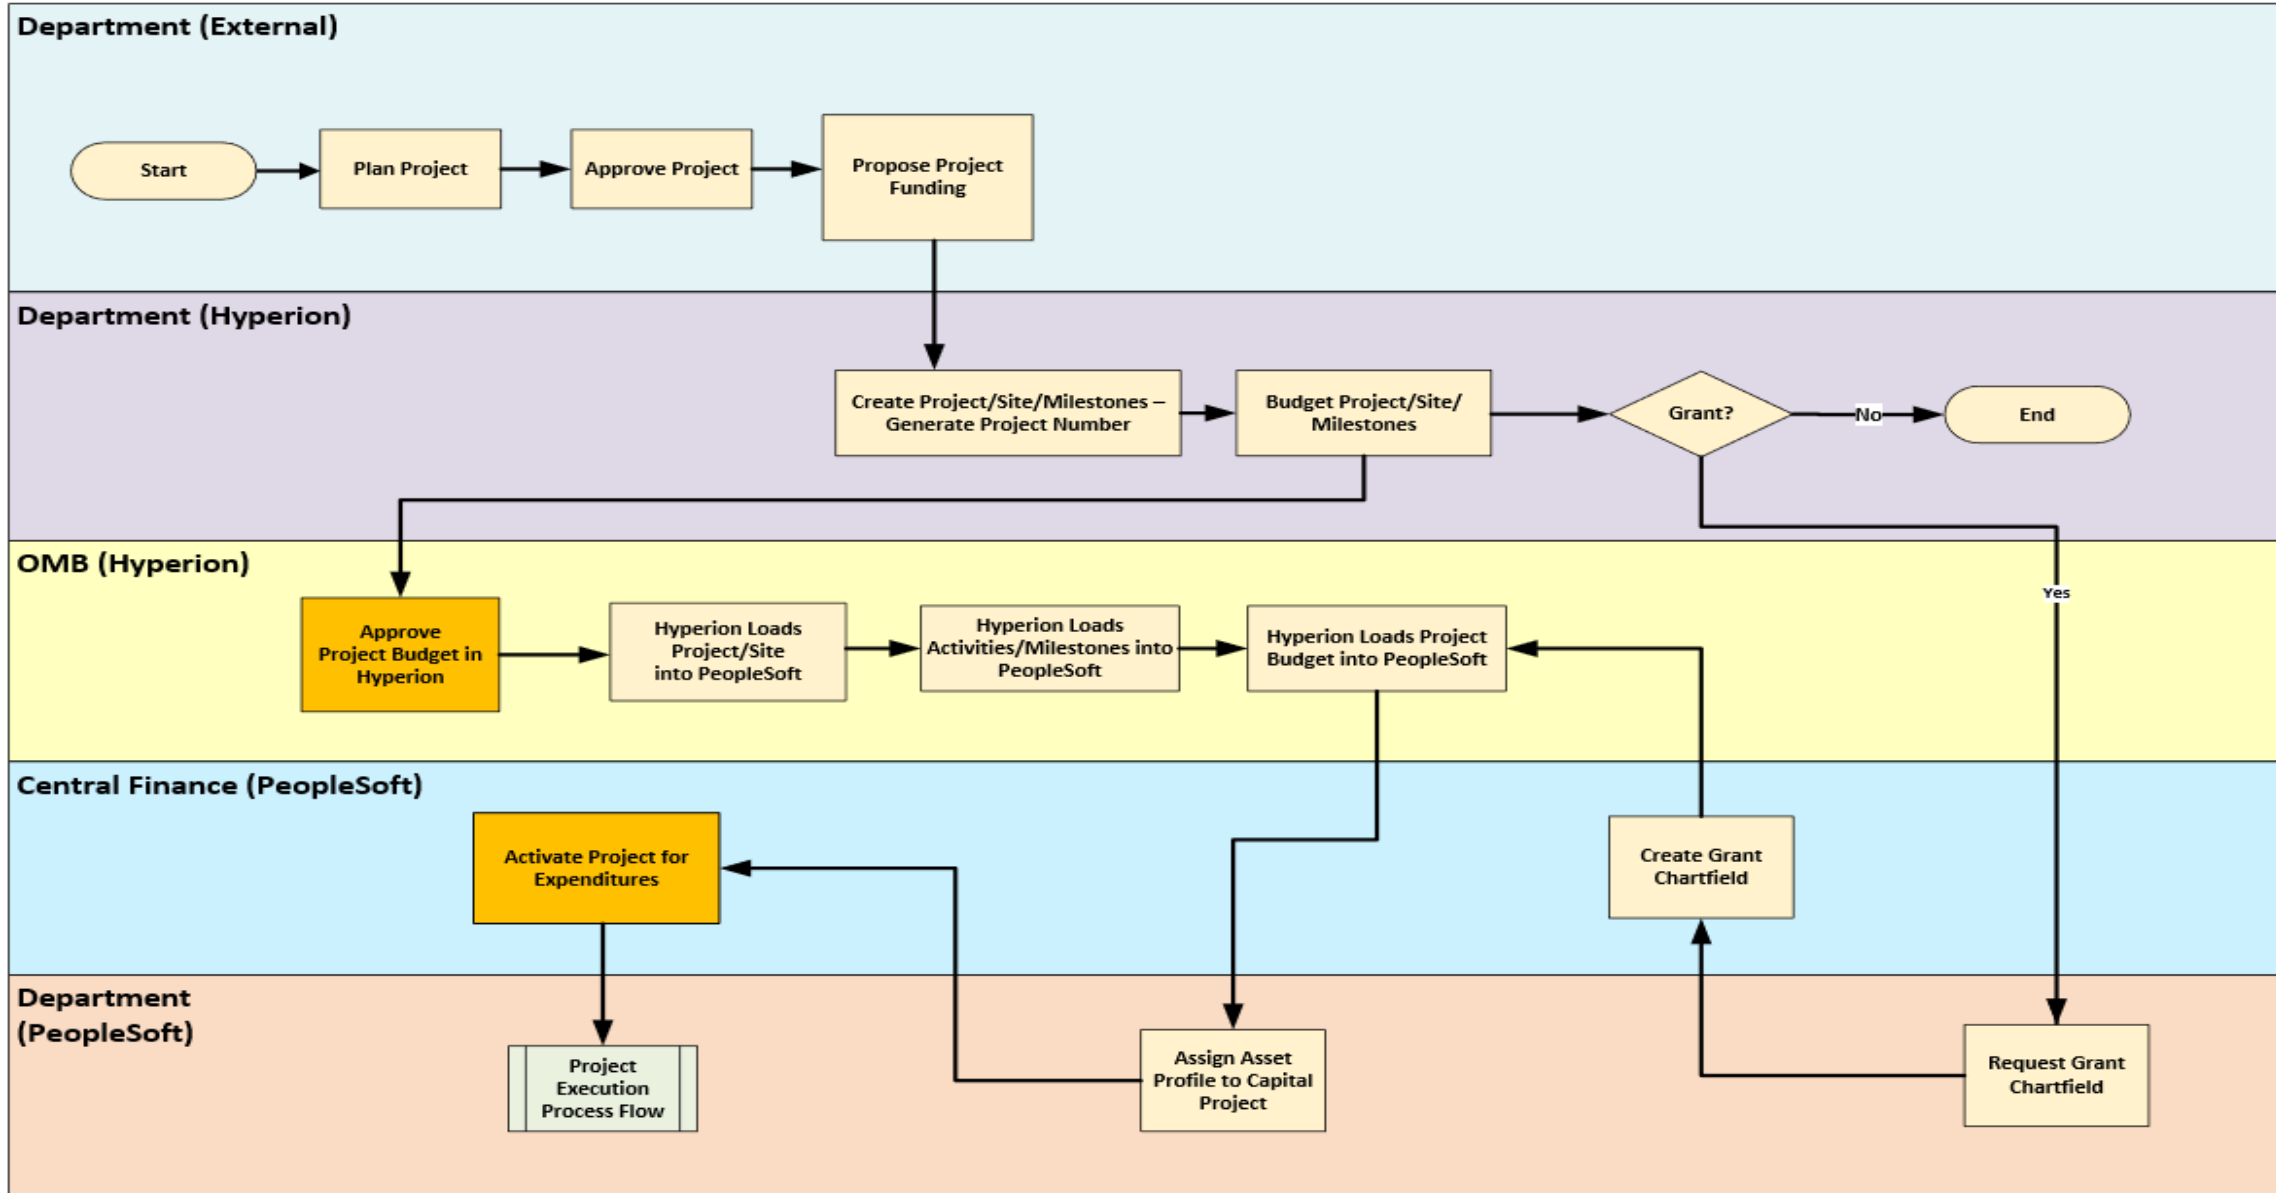 Department (External)
Start
Plan Project
Approve Project
Propose Project
Funding
Department (Hyperion)
Create Project/Site/Milestones –
Generate Project Number
Budget Project/Site/
Milestones
Grant?
No
End
OMB (Hyperion)
Yes
Approve
Project Budget in
Hyperion
Hyperion Loads
Project/Site
into PeopleSoft
Hyperion Loads
Activities/Milestones into
PeopleSoft
Hyperion Loads Project
Budget into PeopleSoft
Central Finance (PeopleSoft)
Activate Project for
Expenditures
Create Grant
Chartfield
Department
(PeopleSoft)
Project
Execution
Process Flow
Assign Asset
Profile to Capital
Project
Request Grant
Chartfield